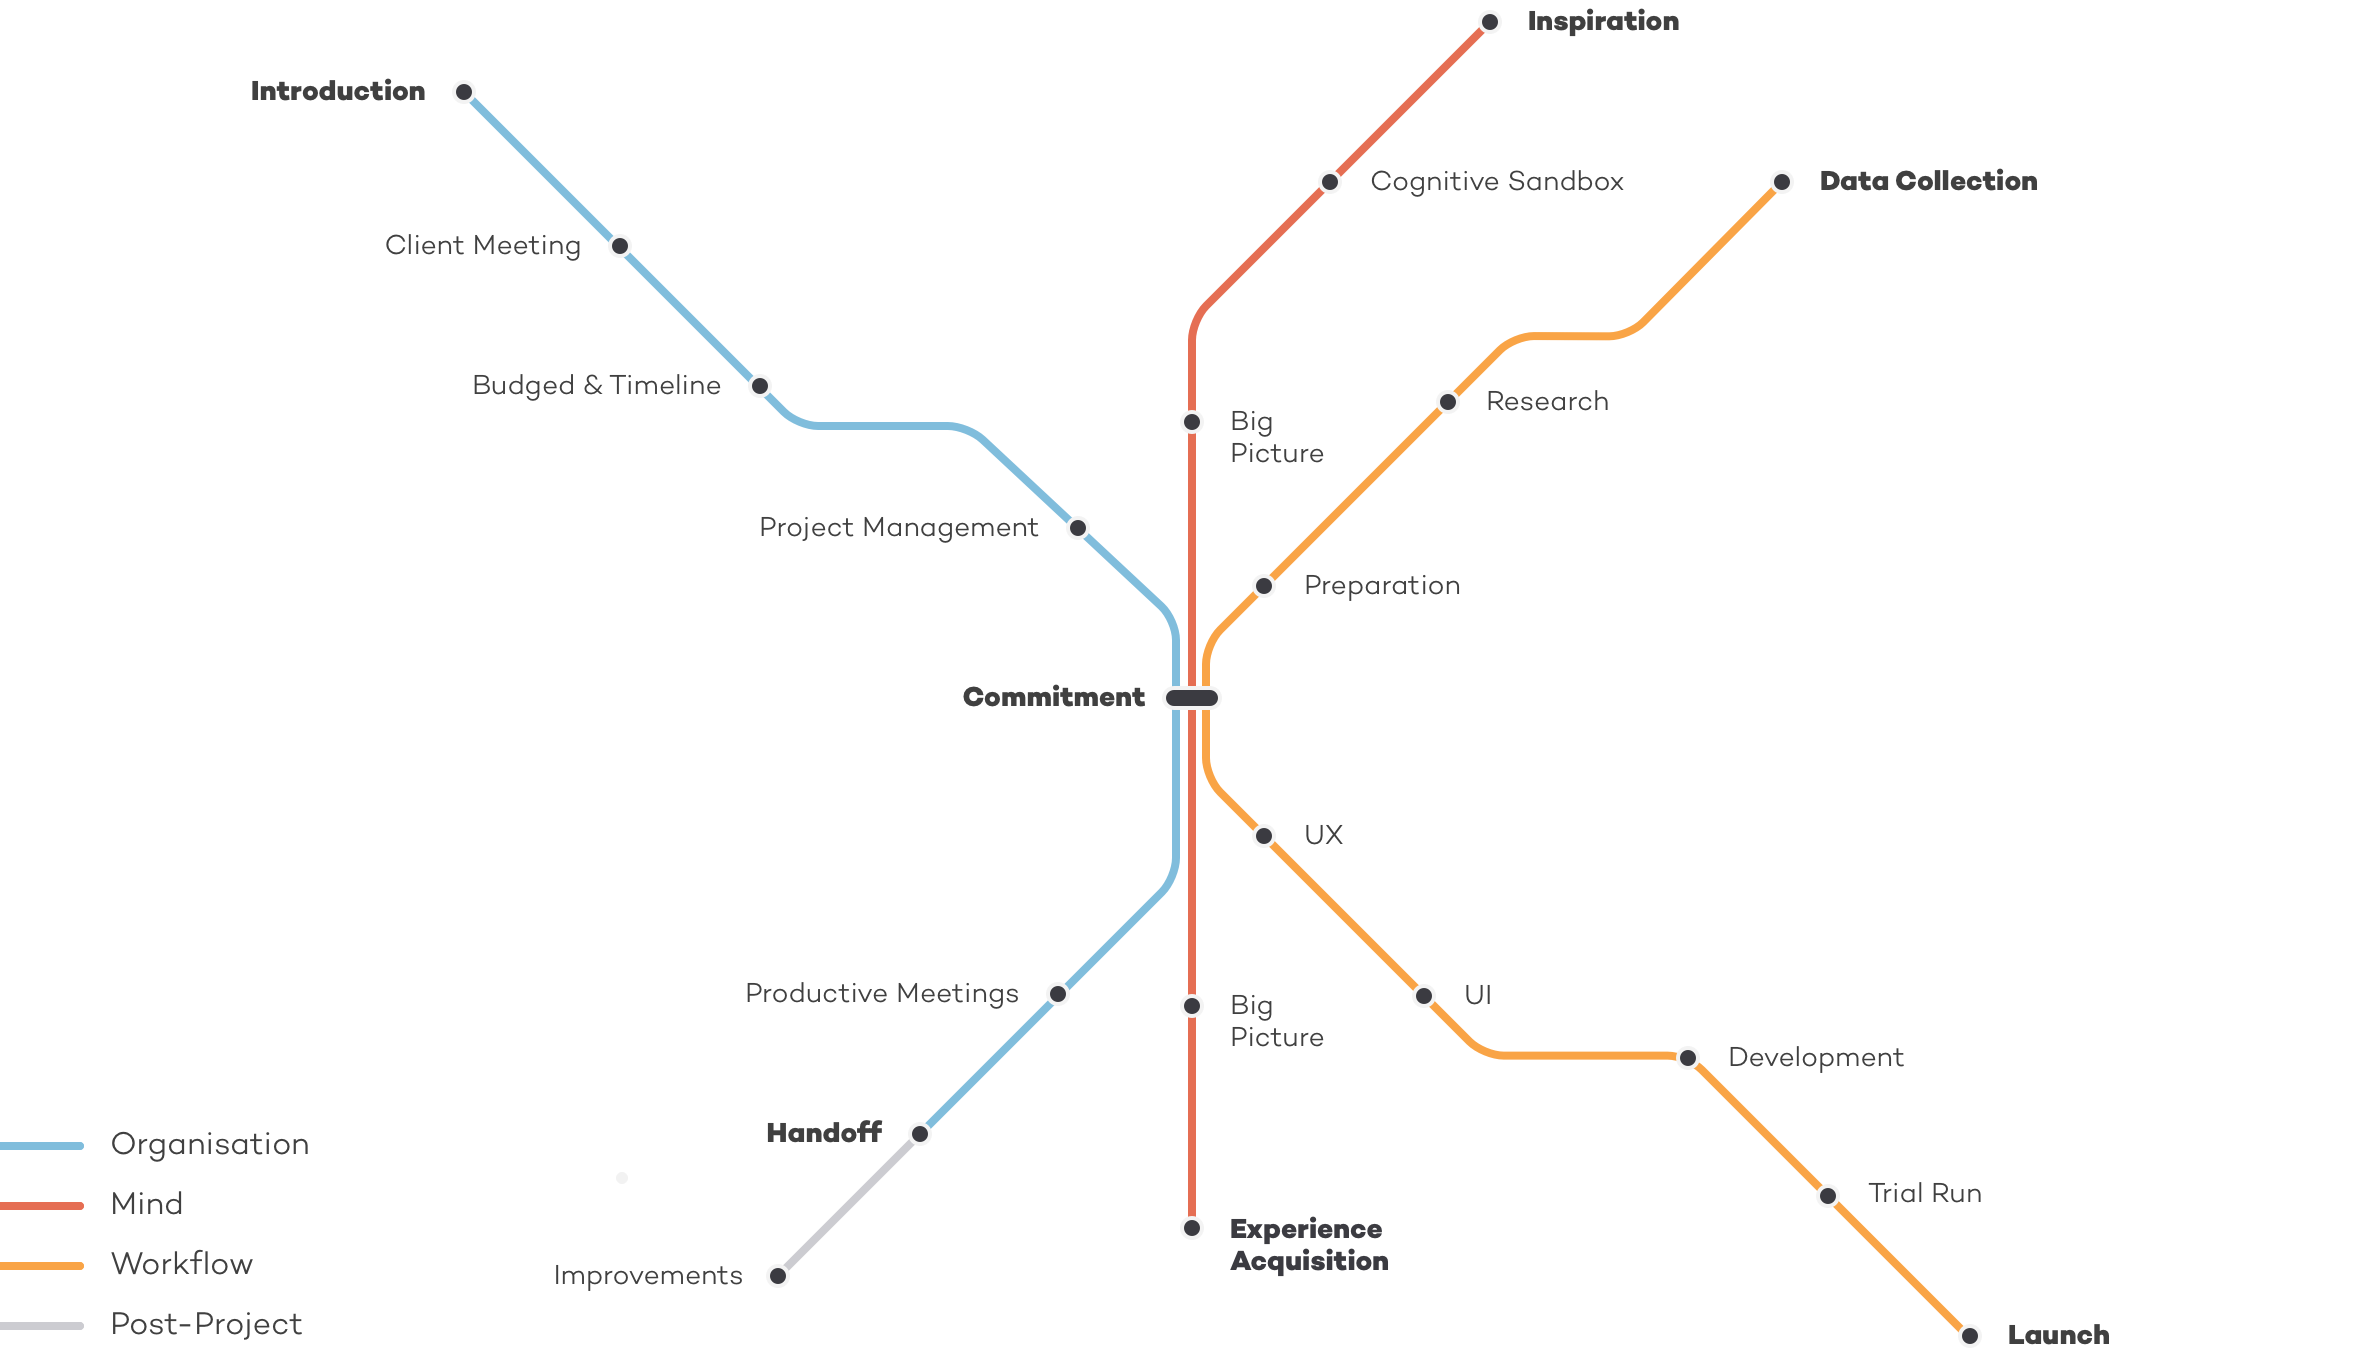 Inspiration
Introduction
Cognitive Sandbox
Data Collection
Client Meeting
Budged & Timeline
Research
Big
Picture
Project Management
Preparation
Commitment
UX
Productive Meetings
UI
Big
Picture
Development
Handoff
Organisation
Trial Run
Mind
Experience
Acquisition
Workflow
Improvements
Post-Project
Launch